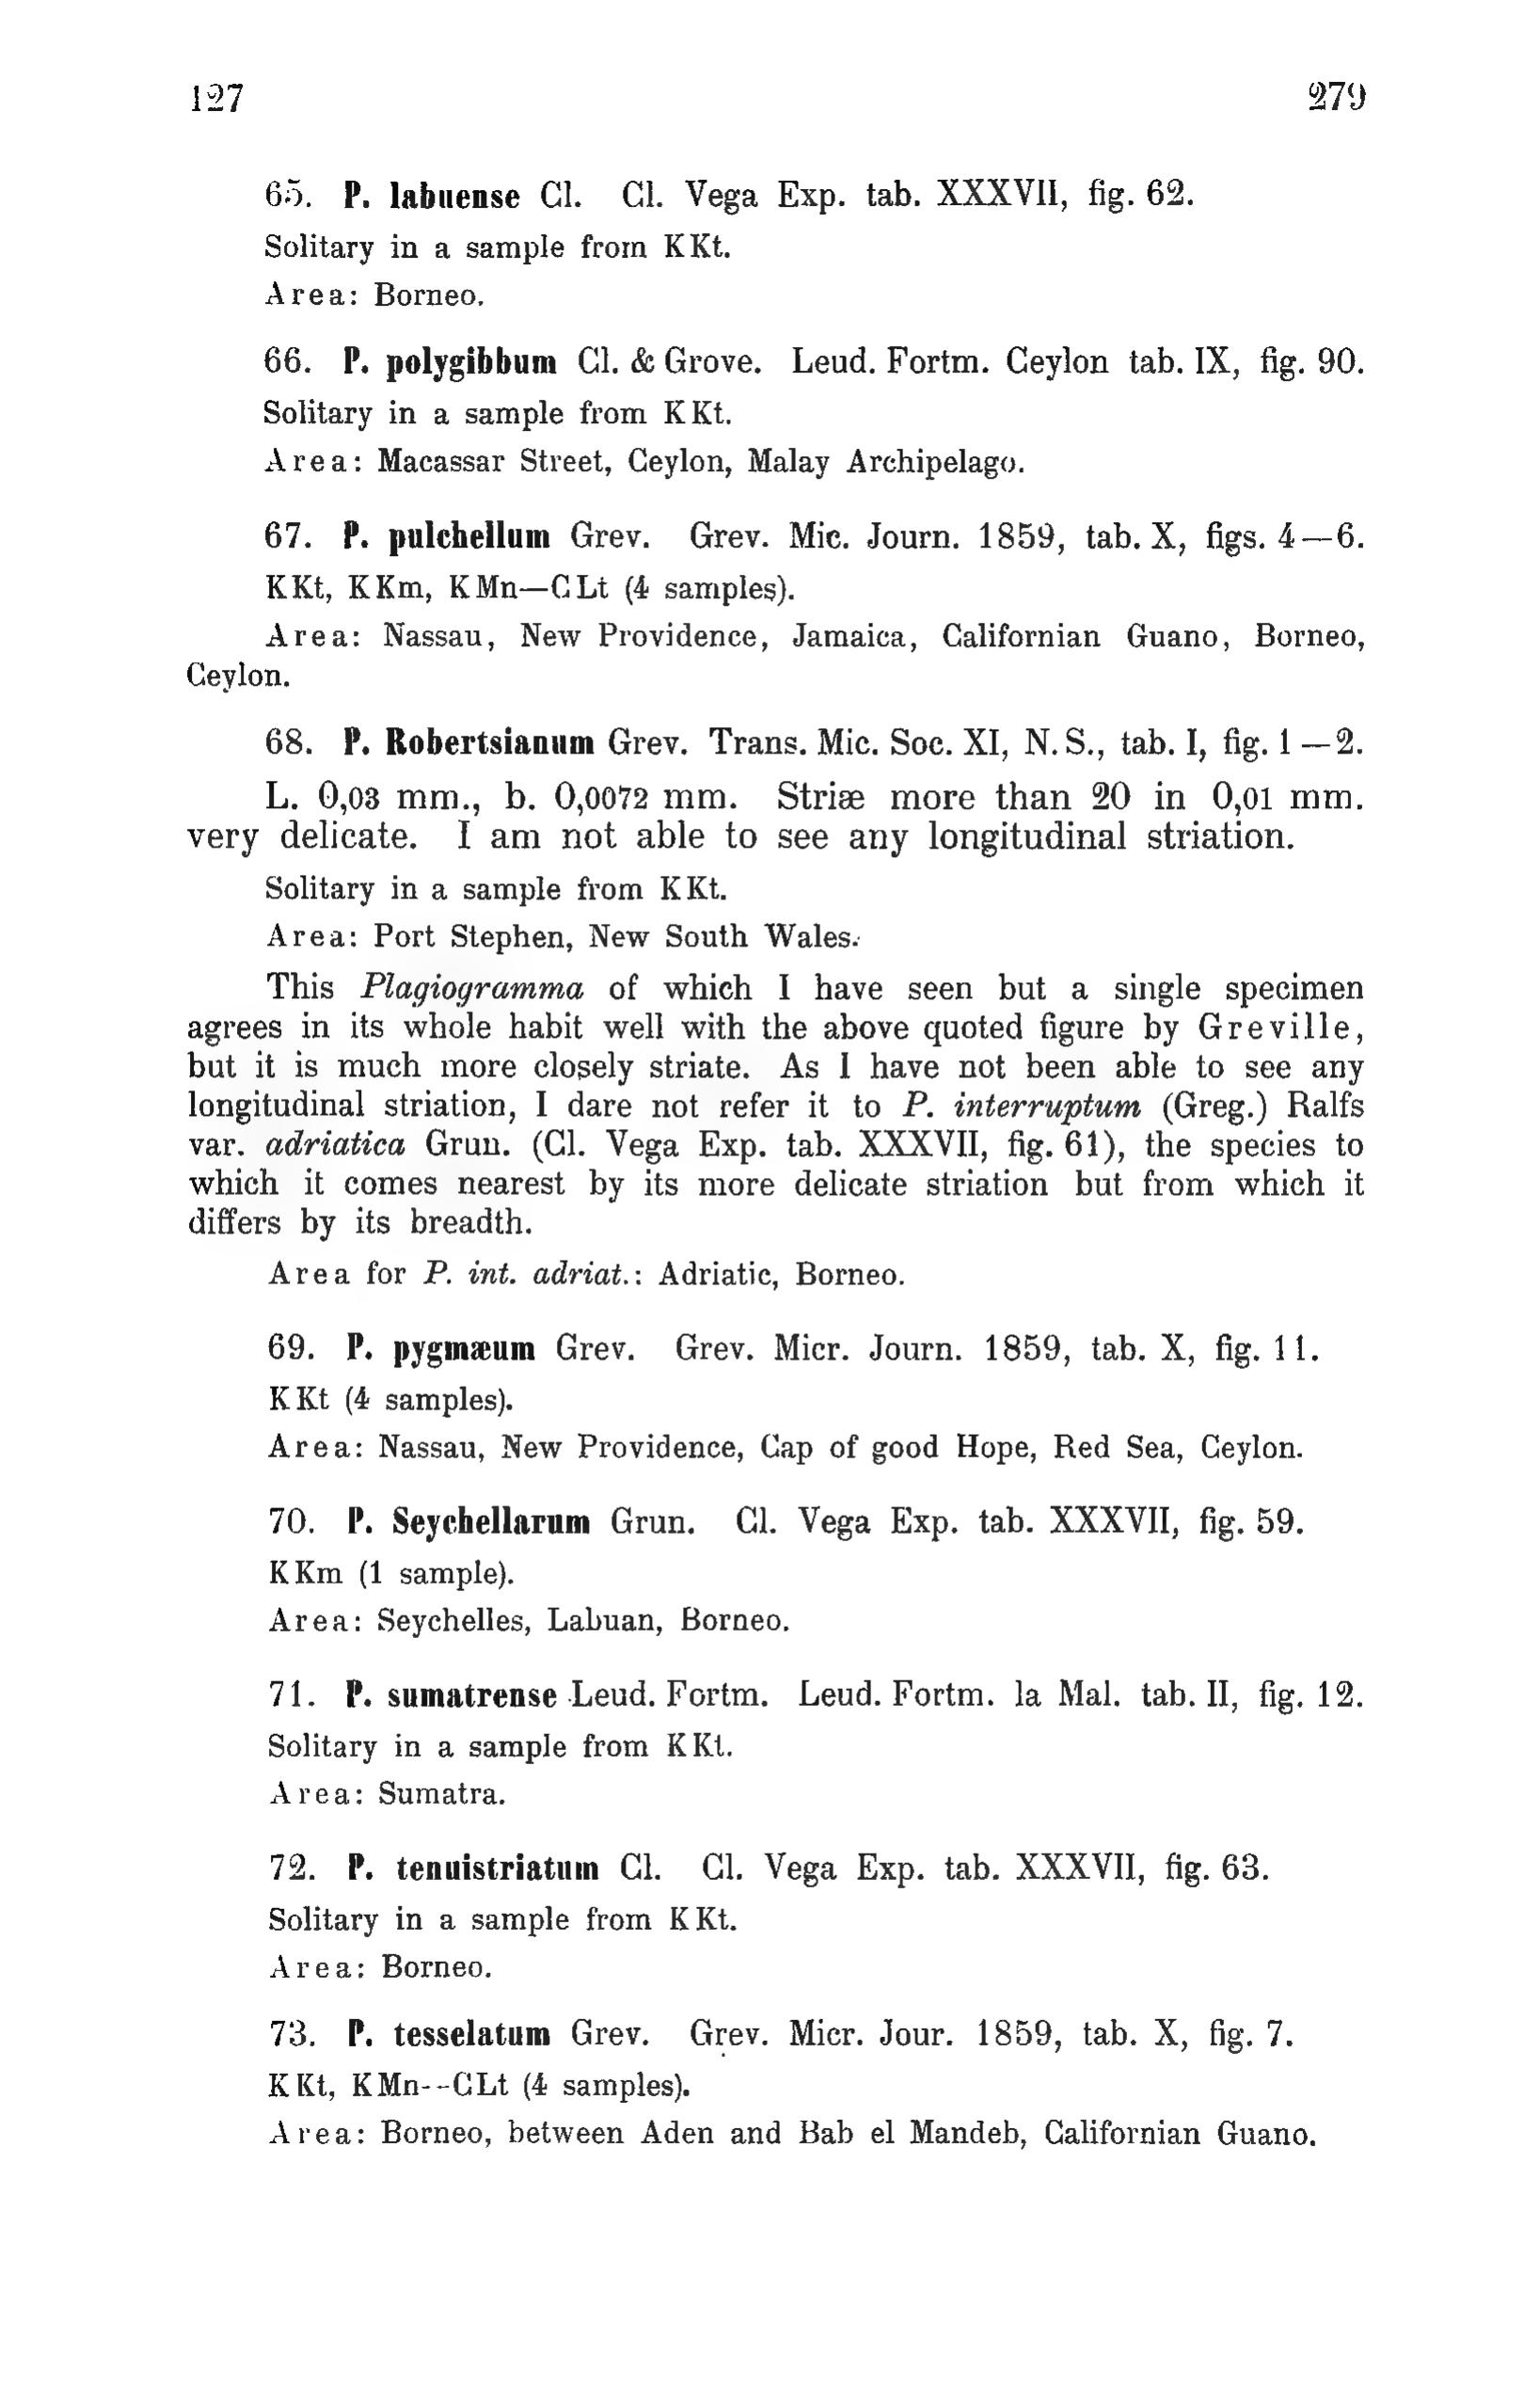 127 279
65. P. labuense Cl. Cl. Vega Exp. tab. XXXVII, fig. 62.
Solitary in a sample from KKt.
Area: Borneo.
66. P. polygibbum Cl. & Grove. Leud. Fortm. Ceylon tab. IX, fig. 90.
Solitary in a sample from KKt.
Area: Macassar Street, Ceylon, Malay Archipelago.
67. P. pulchellum Grev. Grev. Mic. Journ. 1859, tab. X, figs. 4—6.
KKt, KKm, KMn—CLt (4 samples).
Area: Nassau, New Providence, Jamaica, Californian Guano, Borneo,
Ceylon.
68. P. Robertsianum Grev. Trans. Mic. Soc. XI, N. S., tab. I, fig. 1—2.
L. 0,03 mm., b. 0,0072 mm. Striæ more than 20 in 0,01 mm.
very delicate. I am not able to see any longitudinal striation.
Solitary in a sample from KKt.
Area: Port Stephen, New South Wales.
This Plagiogramma of which I have seen but a single specimen
agrees in its whole habit well with the above quoted figure by Greville,
but it is much more closely striate. As I have not been able to see any
longitudinal striation, I dare not refer it to P. interruptum (Greg.) Ralfs
var. adriatica Grun. (Cl. Vega Exp. tab. XXXVII, fig. 61), the species to
which it comes nearest by its more delicate striation but from which it
differs by its breadth.
Area for P. int. adriat.: Adriatic, Borneo.
69. P. pygmæum Grev. Grev. Micr. Journ. 1859, tab. X, fig. 11.
KKt (4 samples).
Area: Nassau, New Providence, Cap of good Hope, Red Sea, Ceylon.
70. P. Seychellarum Grun. Cl. Vega Exp. tab. XXXVII, fig. 59.
KKm (1 sample).
Area: Seychelles, Labuan, Borneo.
71. P. sumatrense Leud. Fortm. Leud. Fortm. la Mal. tab. II, fig. 12.
Solitary in a sample from KKt.
Area: Sumatra.
72. P. tenuistriatum Cl. Cl. Vega Exp. tab. XXXVII, fig. 63.
Solitary in a sample from KKt.
Area: Borneo.
73. P. tesselatum Grev. Grev. Micr. Jour. 1859, tab. X, fig. 7.
KKt, KMn--CLt (4 samples).
Area: Borneo, between Aden and Bab el Mandeb, Californian Guano.